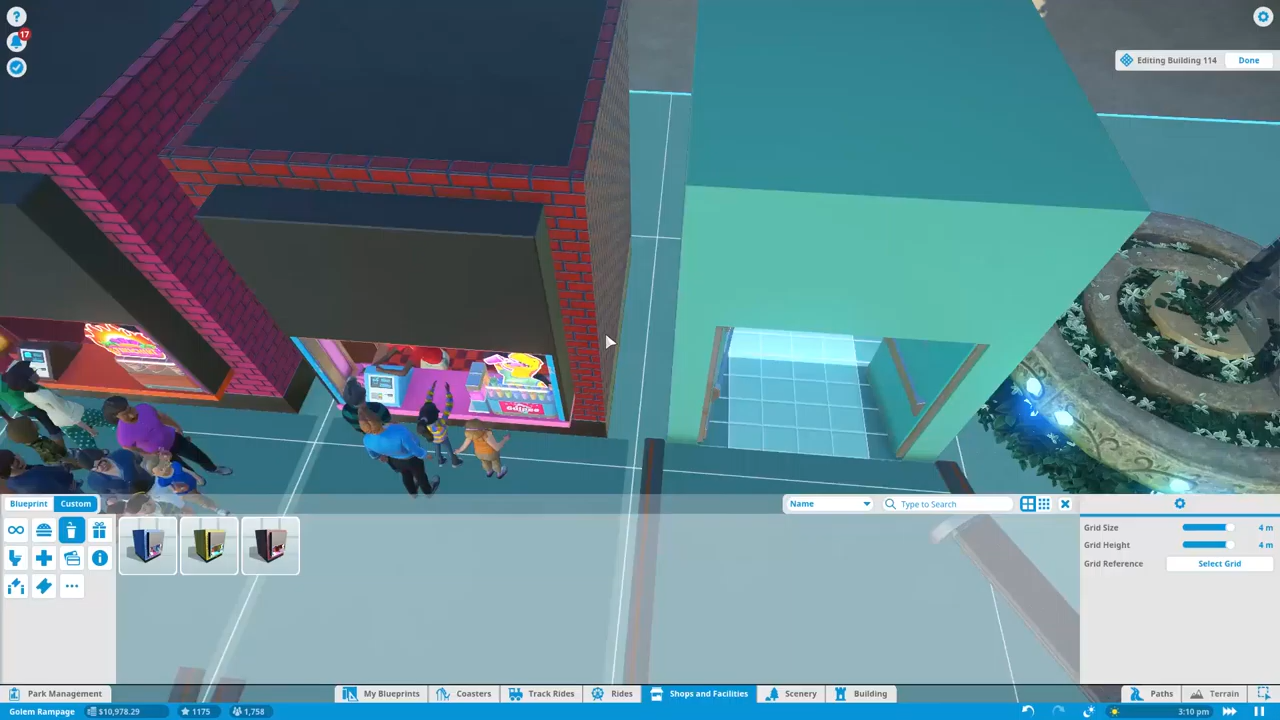 ?
17
Editing Building 114
Done
Blueprint
Custom
Name
Type to Search
Grid Size
4 m
Grid Height
4 m
Grid Reference
Select Grid
Park Management
My Blueprints
Coasters
Track Rides
Rides
Shops and Facilities
Scenery
Building
Paths
Terrain
Golem Rampage
$10,978.29
1175
1,758
3:10 pm